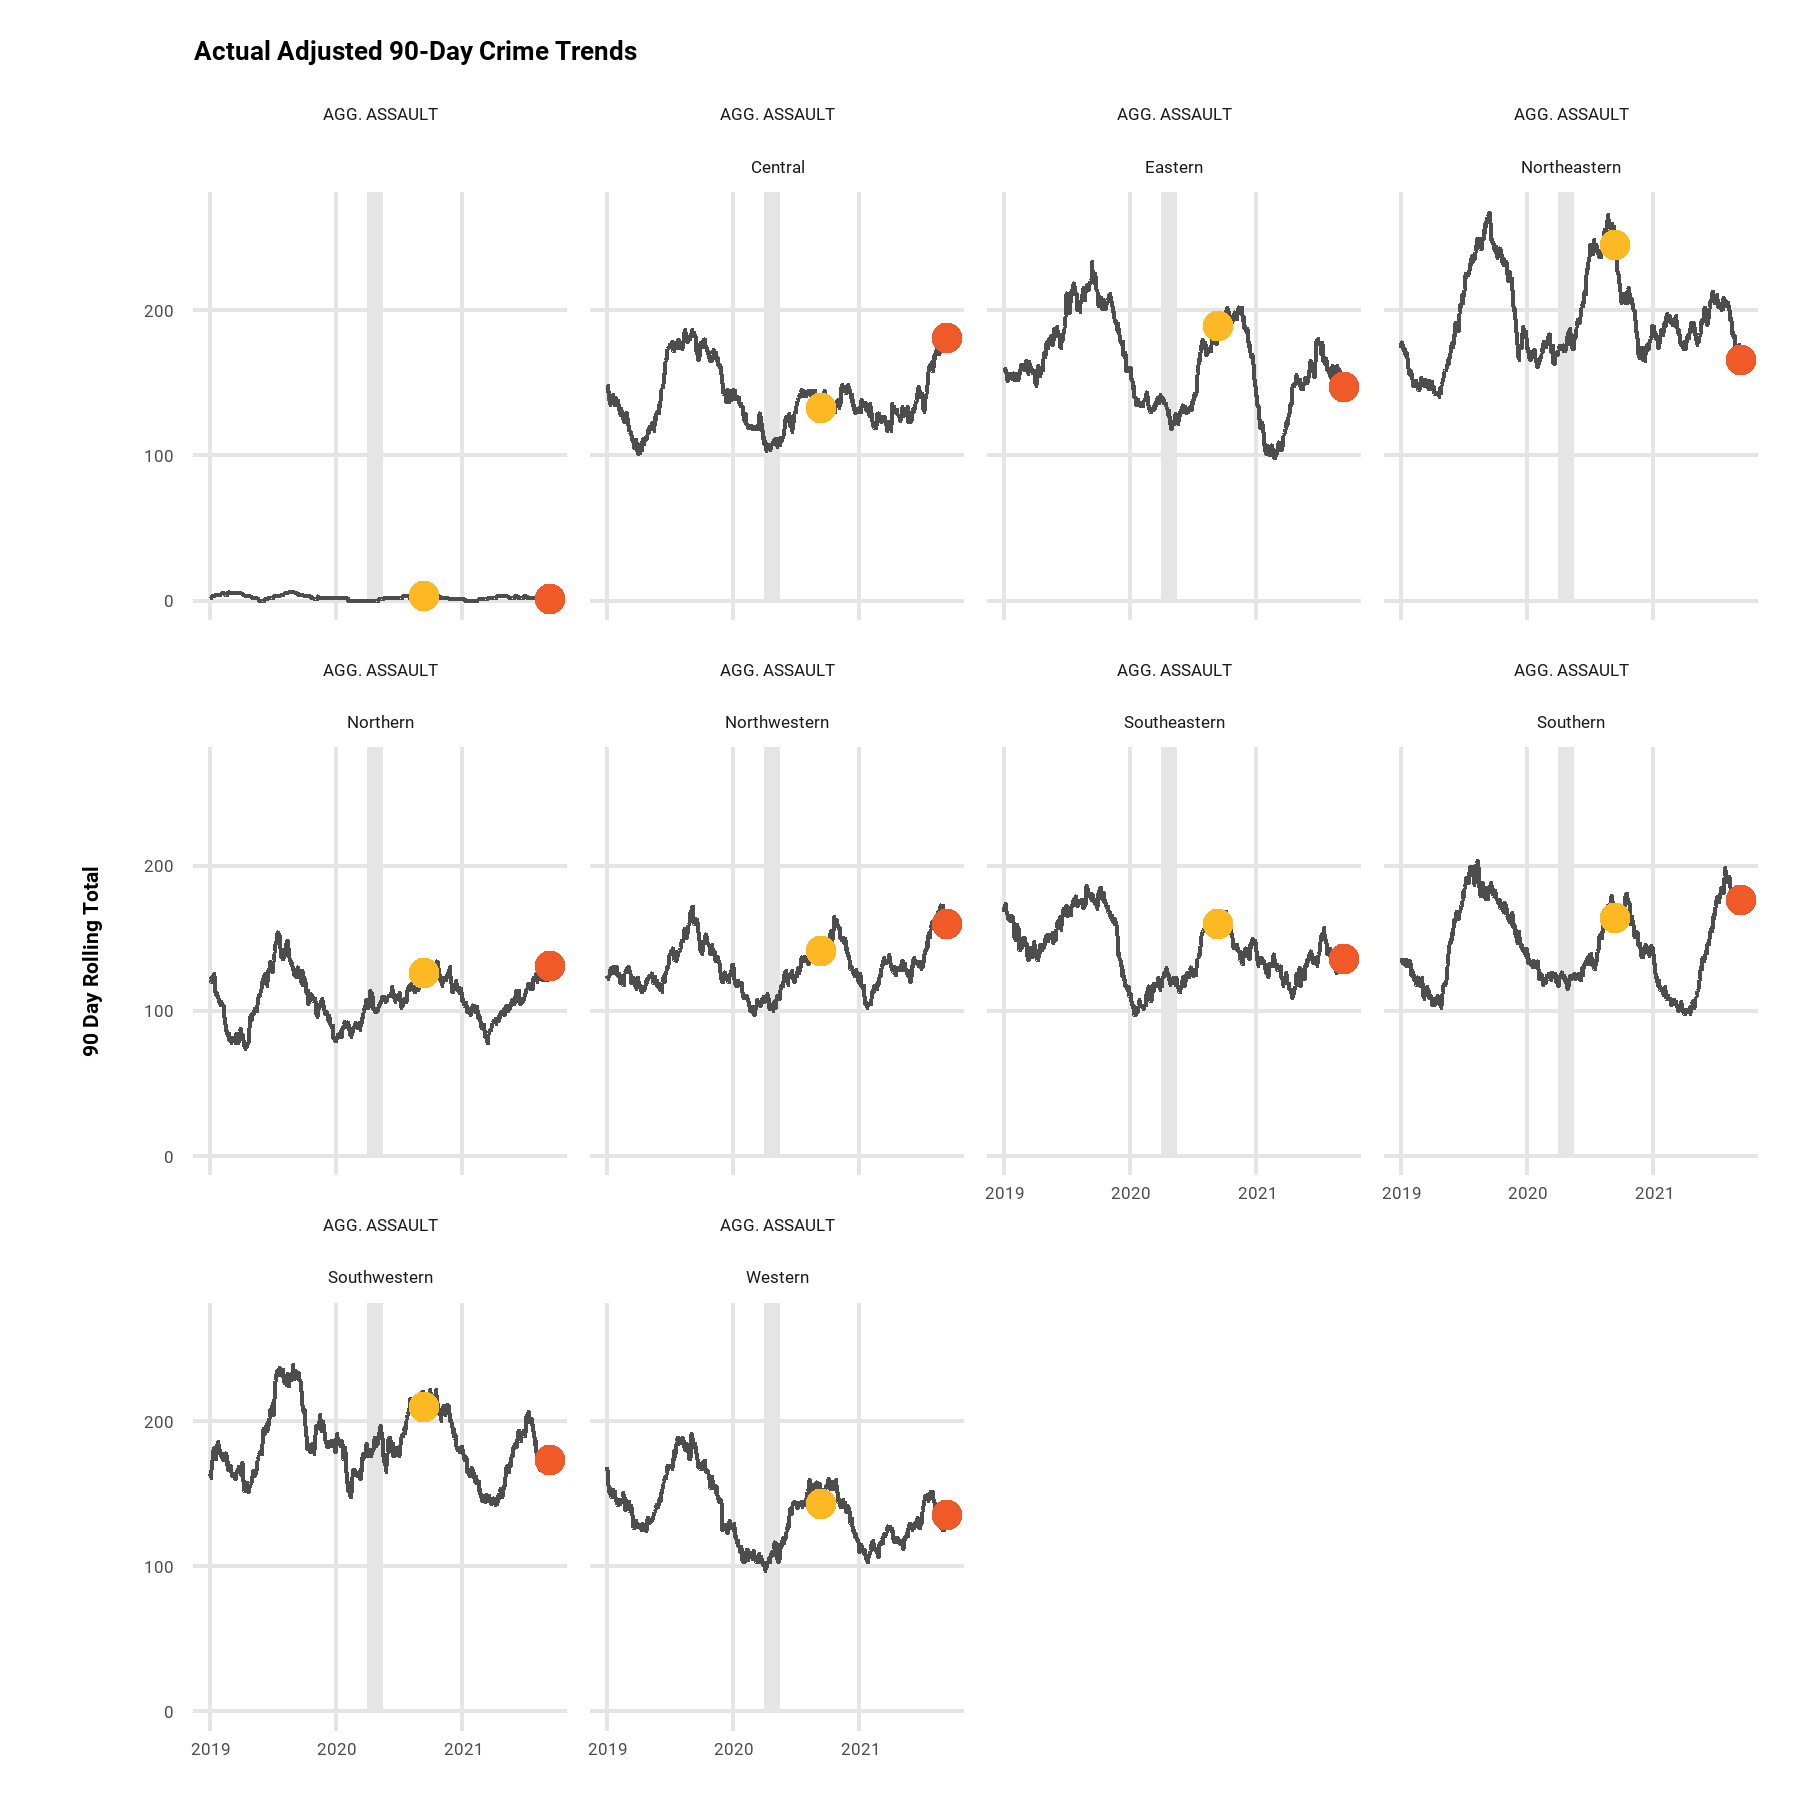 Actual Adjusted 90-Day Crime Trends
AGG. ASSAULT
AGG. ASSAULT
AGG. ASSAULT
AGG. ASSAULT
Central
Eastern
Northeastern
200
100
0
AGG. ASSAULT
AGG. ASSAULT
AGG. ASSAULT
AGG. ASSAULT
Northern
Northwestern
Southeastern
Southern
90 Day Rolling Total
200
100
0
2019
2020
2021
2019
2020
2021
AGG. ASSAULT
AGG. ASSAULT
Southwestern
Western
200
100
0
2019
2020
2021
2019
2020
2021